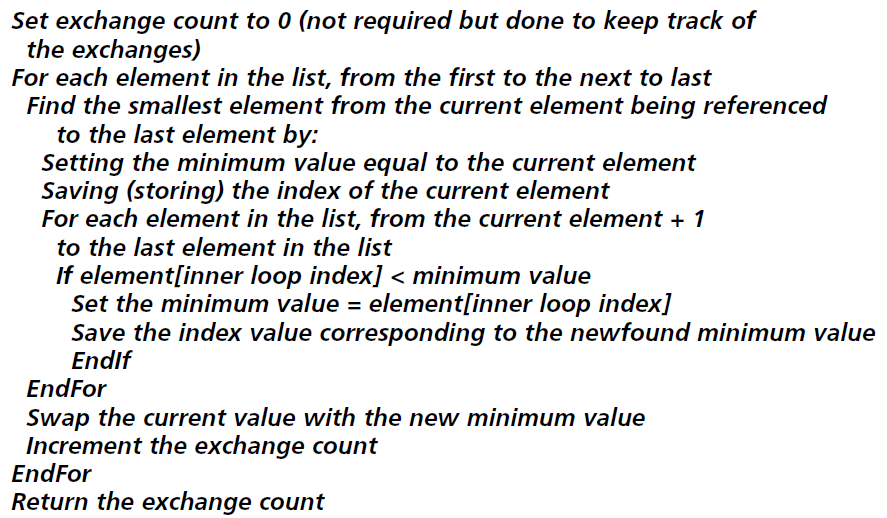 Set exchange count to 0 (not required but done to keep track of
the exchanges)
For each element in the list, from the first to the next to last
Find the smallest element from the current element being referenced
to the last element by:
Setting the minimum value equal to the current element
Saving (storing) the index of the current element
For each element in the list, from the current element + 1
to the last element in the list
If element[inner loop index] < minimum value
Set the minimum value = element[inner loop index]
Save the index value corresponding to the newfound minimum value
EndIf
EndFor
Swap the current value with the new minimum value
Increment the exchange count
EndFor
Return the exchange count